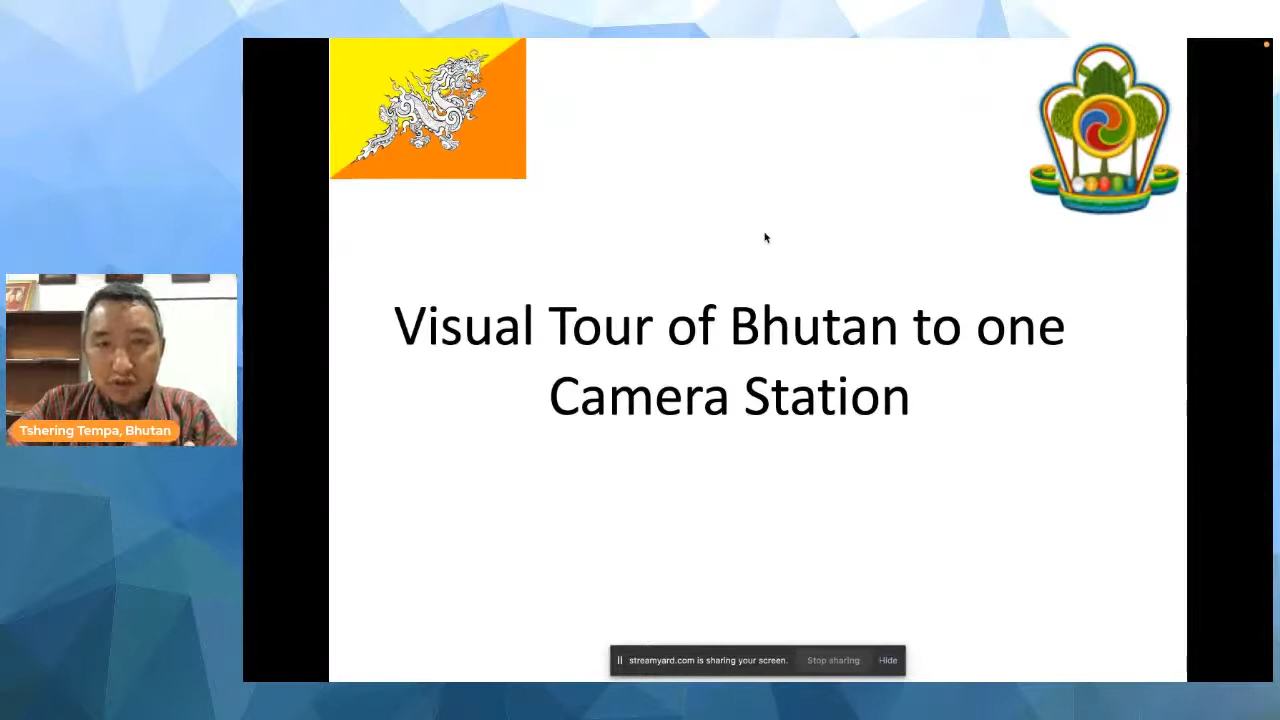 Visual Tour of Bhutan to one
Camera Station
Tshering Tempa, Bhutan
streamyard.com is sharing your screen. Stop sharing Hide